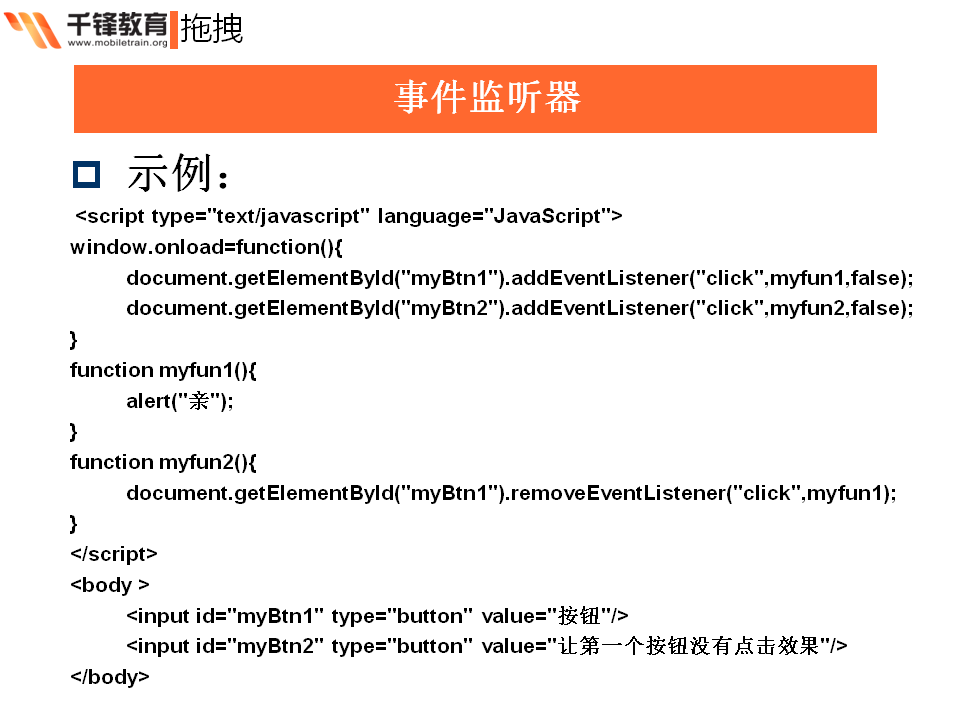 千锋教育 拖拽
www.mobiletrain.org
事件监听器
示例：
<script type="text/javascript" language="JavaScript">
window.onload=function(){
document.getElementById("myBtn1").addEventListener("click",myfun1,false);
document.getElementById("myBtn2").addEventListener("click",myfun2,false);
}
function myfun1(){
alert("亲");
}
function myfun2(){
document.getElementById("myBtn1").removeEventListener("click",myfun1);
}
</script>
<body >
<input id="myBtn1" type="button" value="按钮"/>
<input id="myBtn2" type="button" value="让第一个按钮没有点击效果"/>
</body>